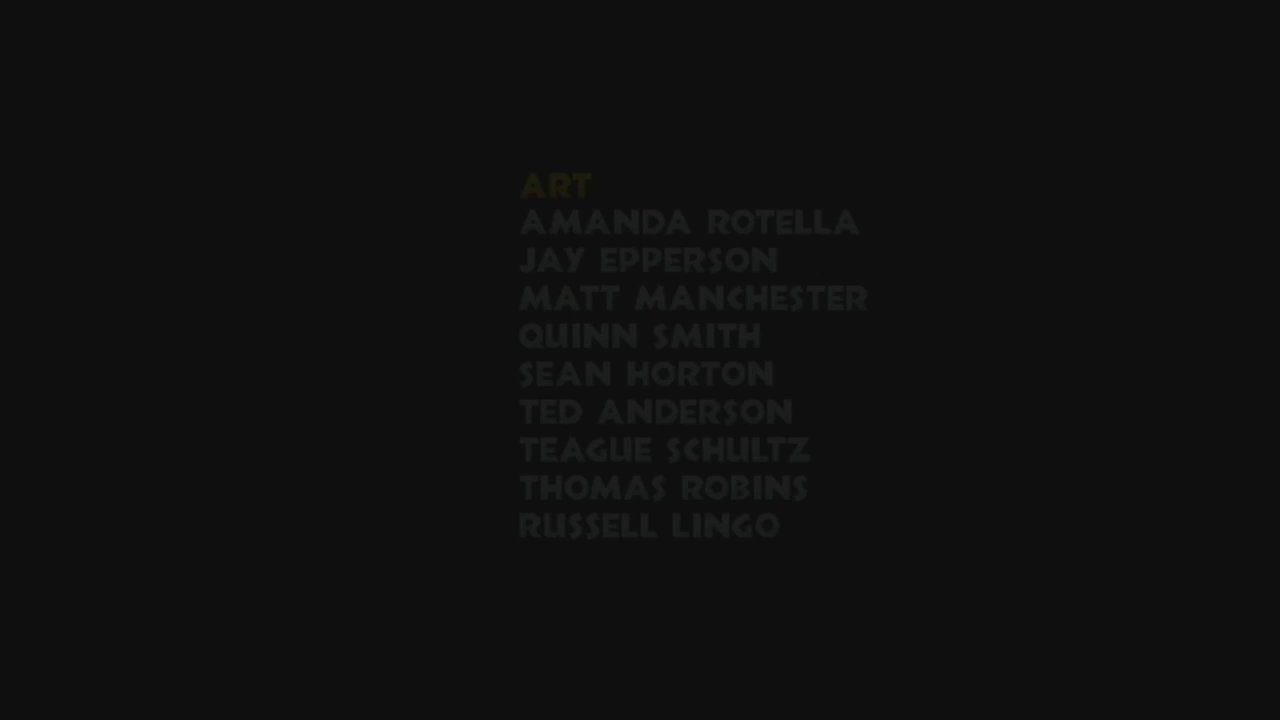 ART
AMANDA ROTELLA
JAY EPPERSON
MATT MANCHESTER
QUINN SMITH
SEAN HORTON
TED ANDERSON
TEAGUE SCHULTZ
THOMAS ROBINS
RUSSELL LINGO